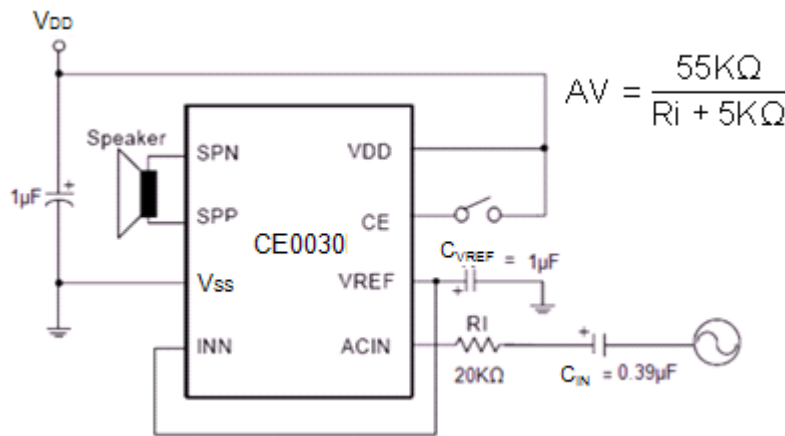 VDD
AV = 55KΩ / Ri + 5KΩ
Speaker
SPN
VDD
1µF
SPP
CE
CE0030
CVREF = 1µF
VSS
VREF
RI
INN
ACIN
20KΩ
CIN = 0.39µF